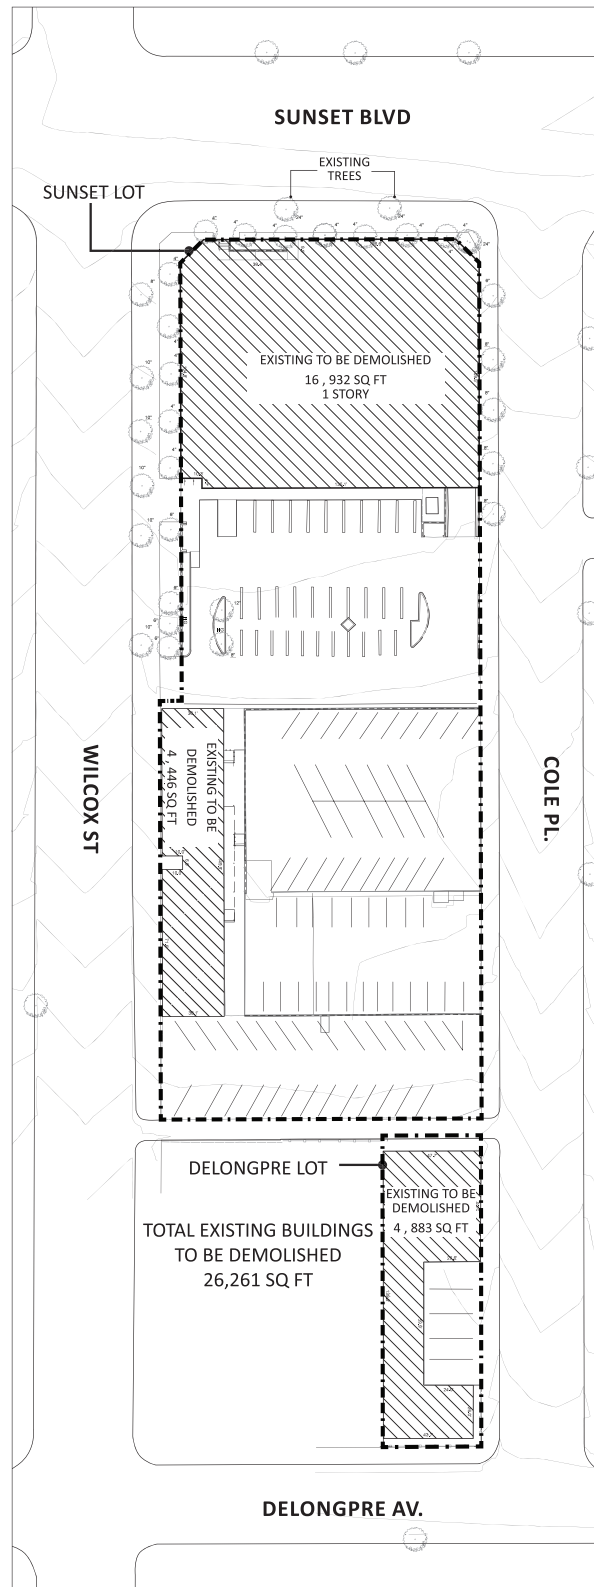 SUNSET BLVD
EXISTING
TREES
SUNSET LOT
EXISTING TO BE DEMOLISHED
16 , 932 SQ FT
1 STORY
EXISTING TO BE
DEMOLISHED
4 , 446 SQ FT
WILCOX ST
COLE PL.
DELONGPRE LOT
EXISTING TO BE
DEMOLISHED
4 , 883 SQ FT
TOTAL EXISTING BUILDINGS
TO BE DEMOLISHED
26,261 SQ FT
DELONGPRE AV.